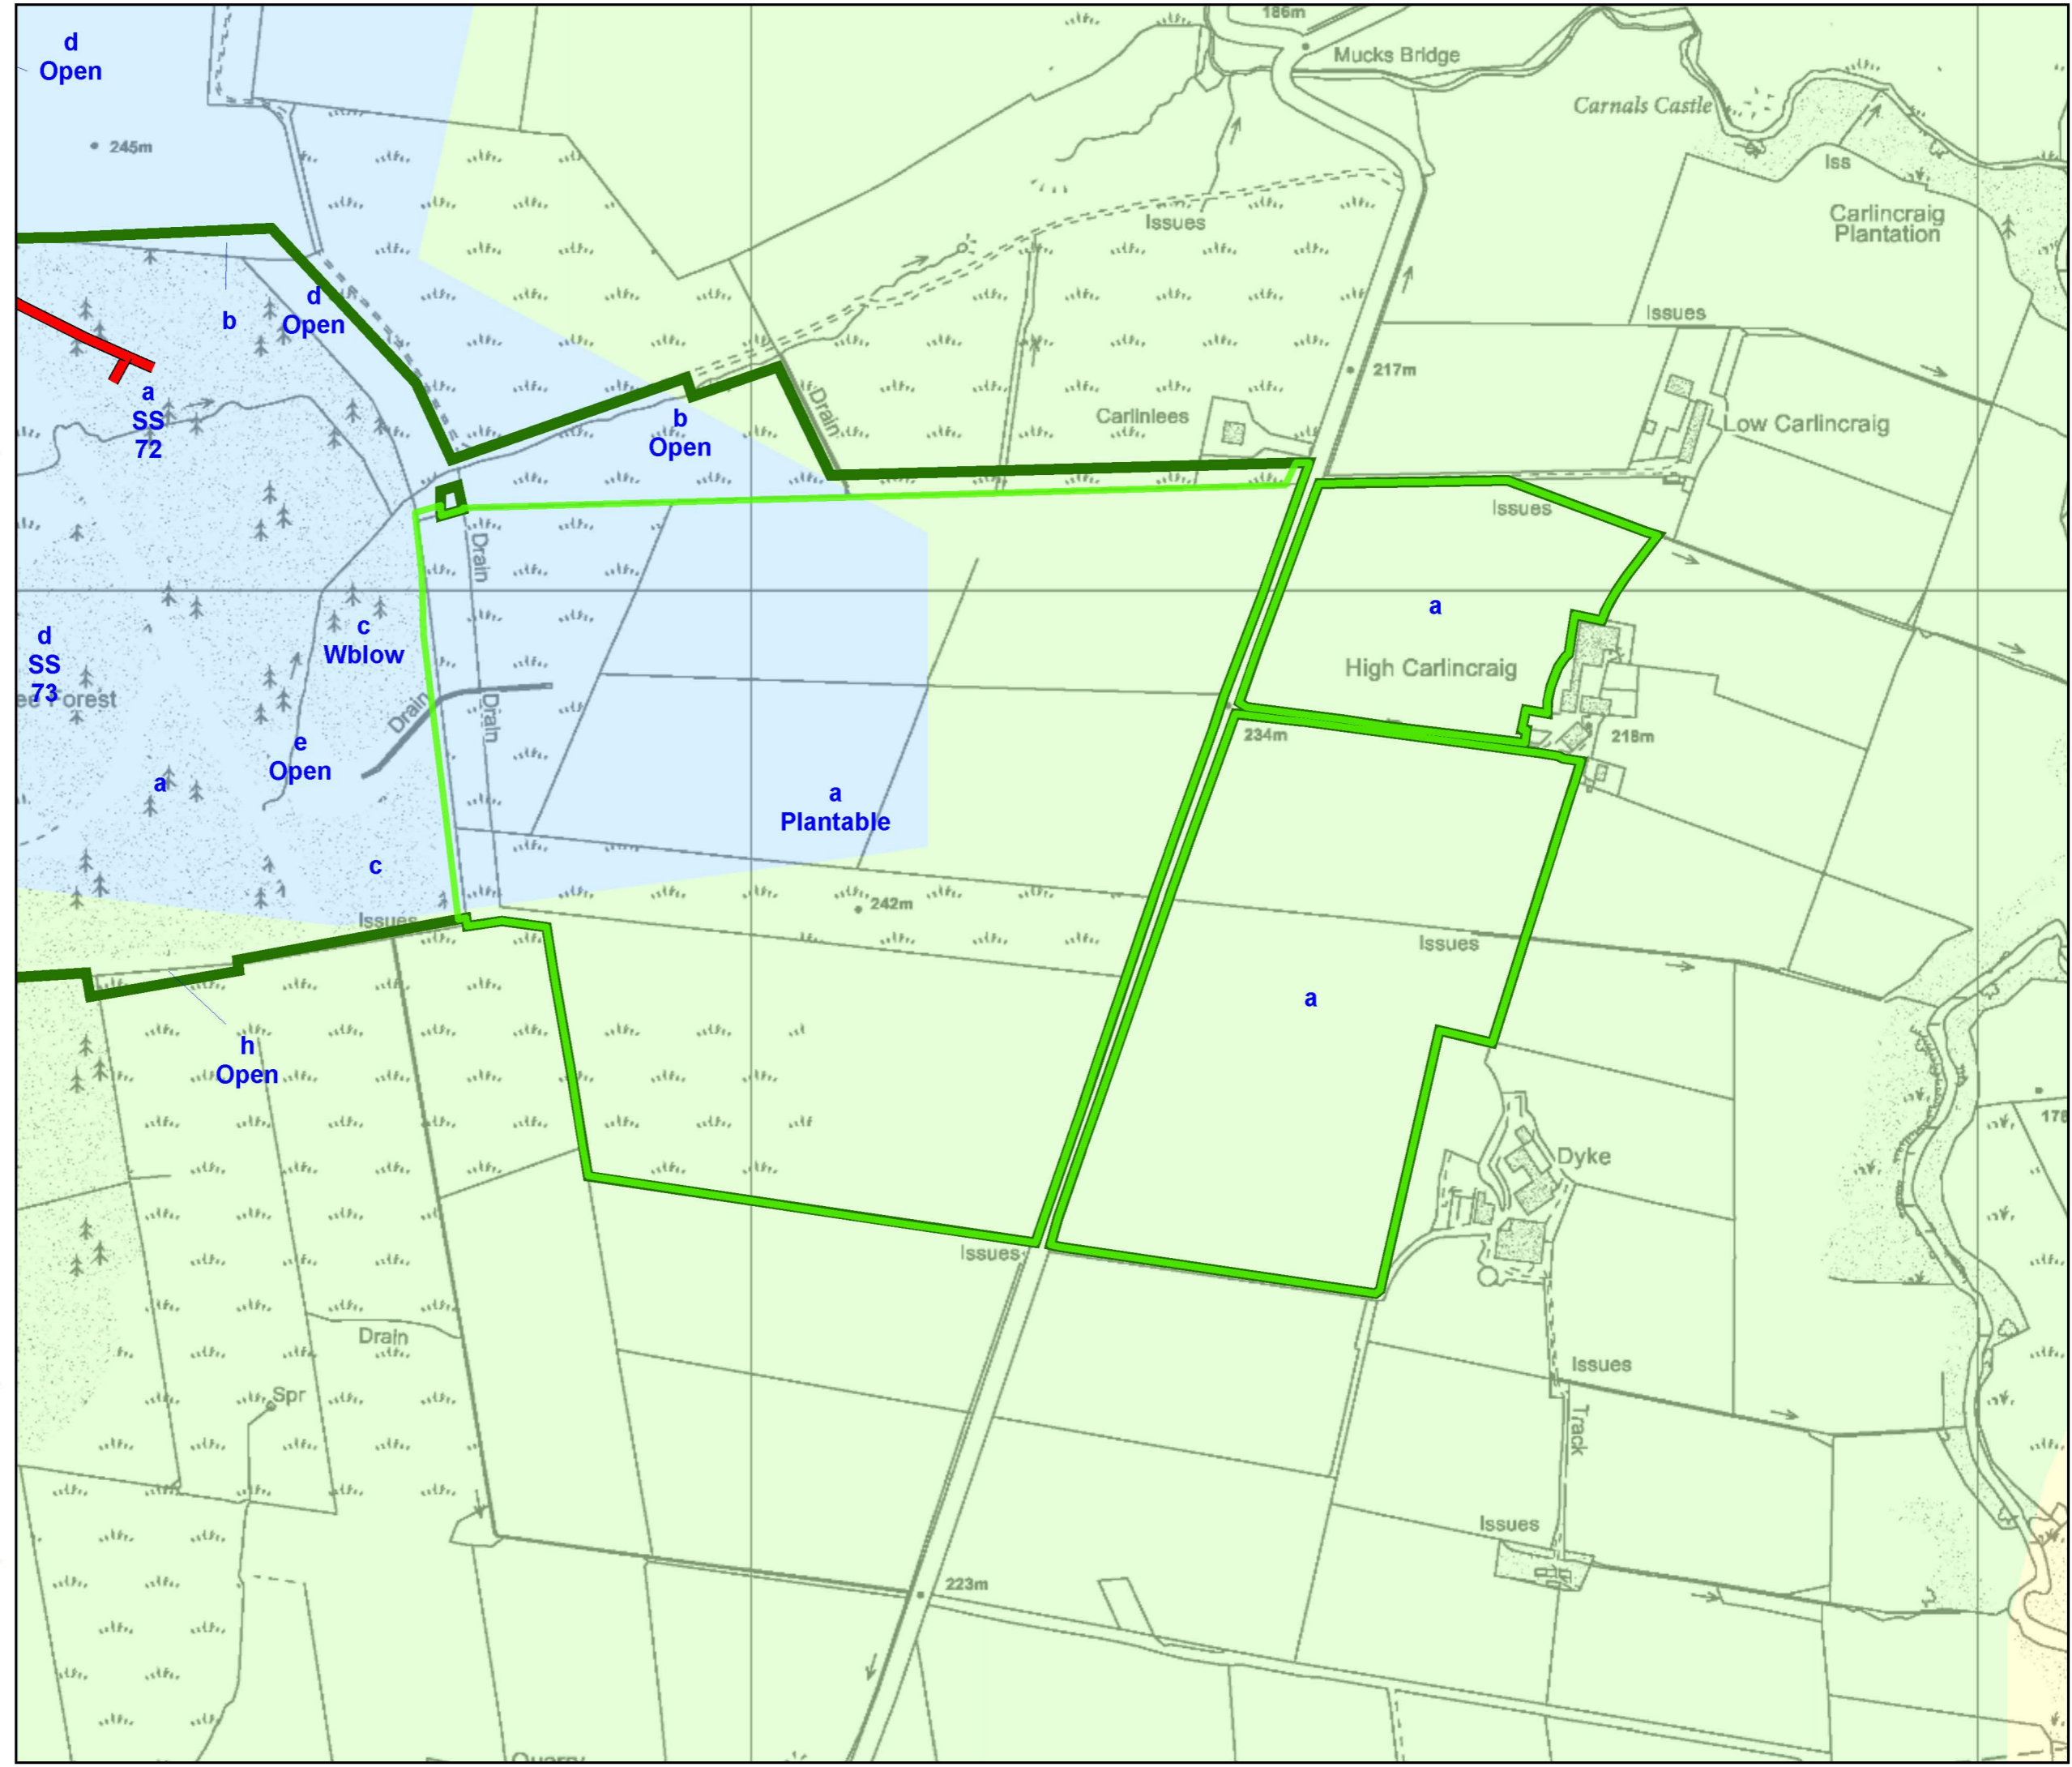 186m
Mucks Bridge
d
Open
Carnals Castle
245m
Iss
Issues
Carlincraig
Plantation
d
Open
b
Issues
217m
a
SS
72
b
Open
Drain
Carlinlees
Low Carlincraig
Issues
Drain
a
c
Wblow
d
SS
73
High Carlincraig
Drain
Drain
234m
218m
e
Open
a
a
Plantable
c
242m
Issues
Issues
a
h
Open
178
Dyke
Issues
Drain
Issues
Spr
Track
Issues
223m
Quarry